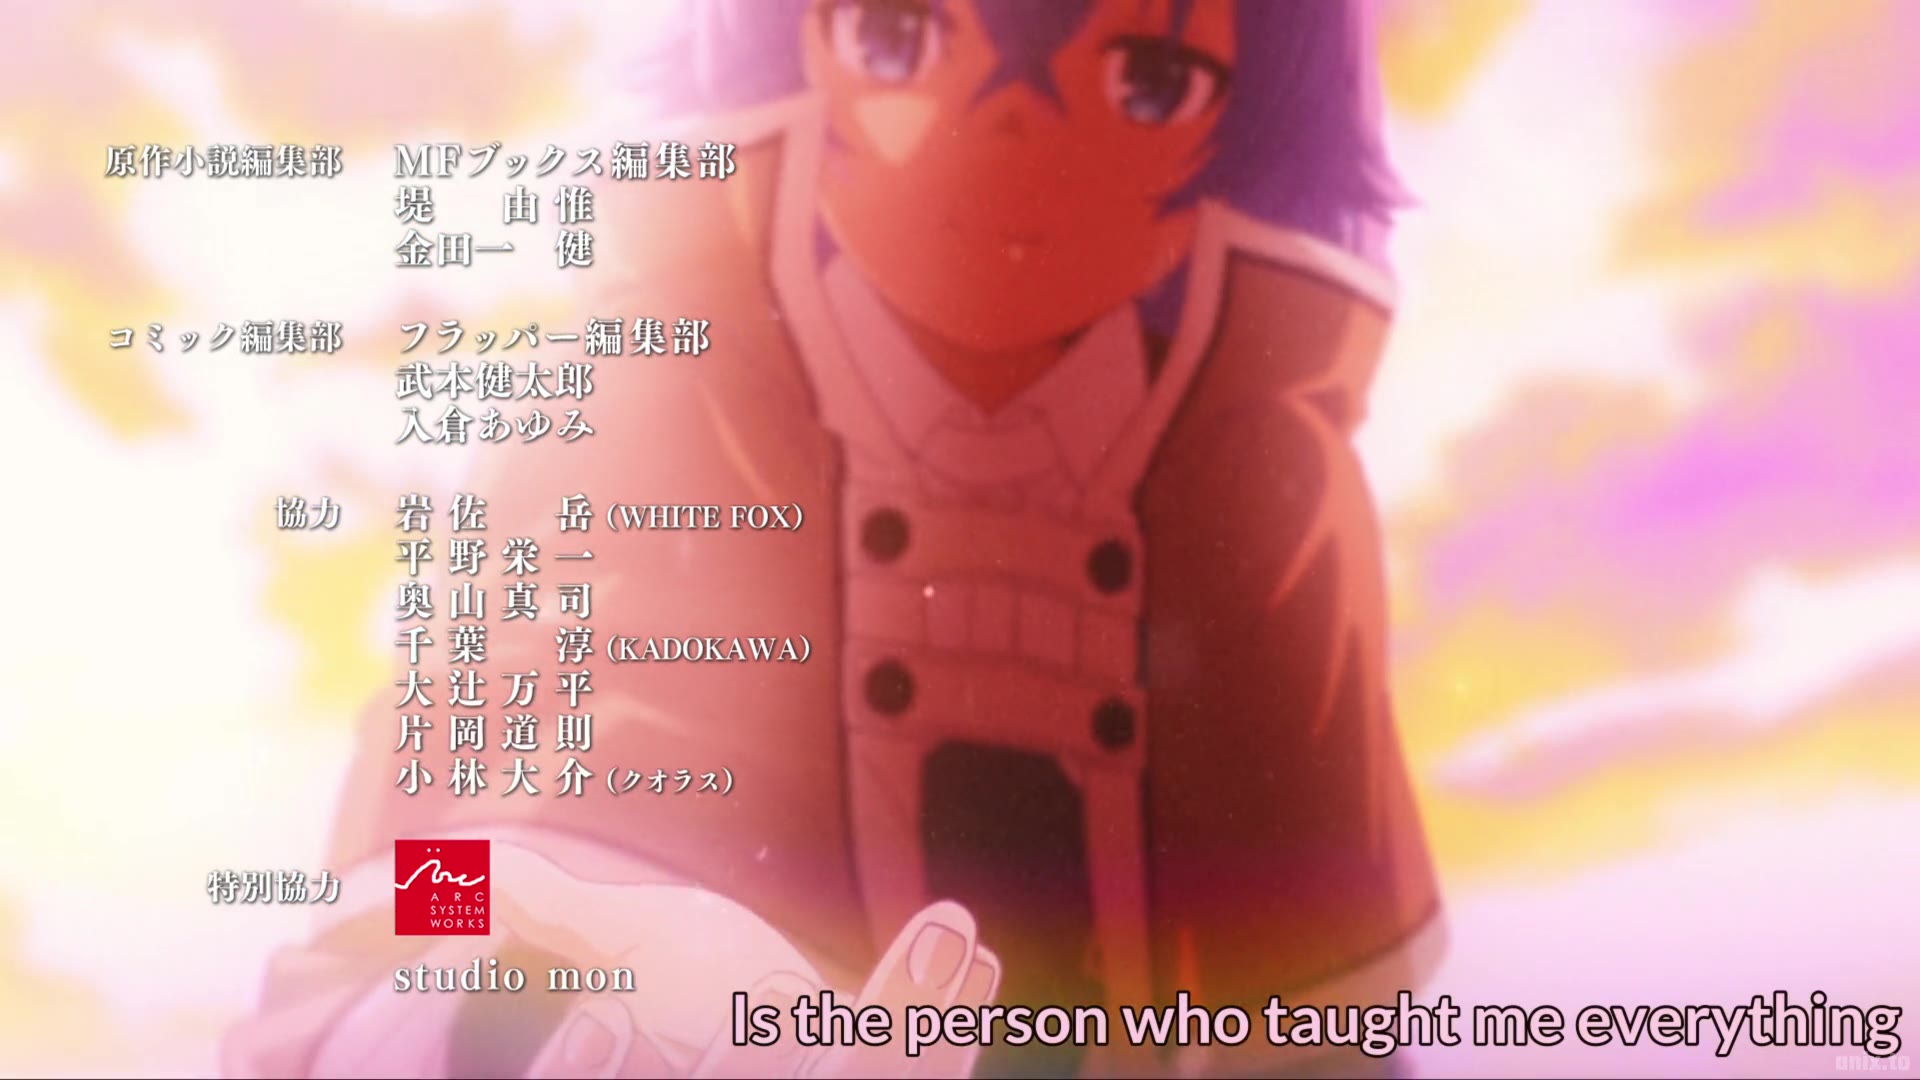 原作小説編集部 MFブックス編集部
堤 由惟
金田一 健
コミック編集部 フラッパー編集部
武本健太郎
入倉あゆみ
協力 岩佐 岳（WHITE FOX）
平野栄一
奥山真司
千葉 淳（KADOKAWA）
大辻万平
片岡道則
小林大介（クオラス）
特別協力
Arc
ARC
SYSTEM
WORKS
studio mon
Is the person who taught me everything
anix.to